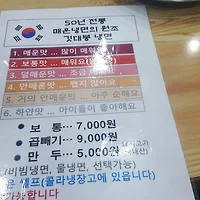 50년 전통
매운냉면의 원조
깃대봉 냉면
1. 매운맛 ... 많이 매워
2. 보통맛 ... 매워요
3. 덜매운맛 ... 조금
4. 안매운맛 ... 맵지 않아요
5. 거의 안매운맛 ... 아주 순해요
6. 하얀맛 ... 아이들이 좋아해요
보 통 ... 7,000원
곱빼기 ... 9,000원
만 두 ... 5,000원
비빔냉면, 물냉면, 선택가능)
셀프(콜라냉장고에 있습니다)
가능합니다